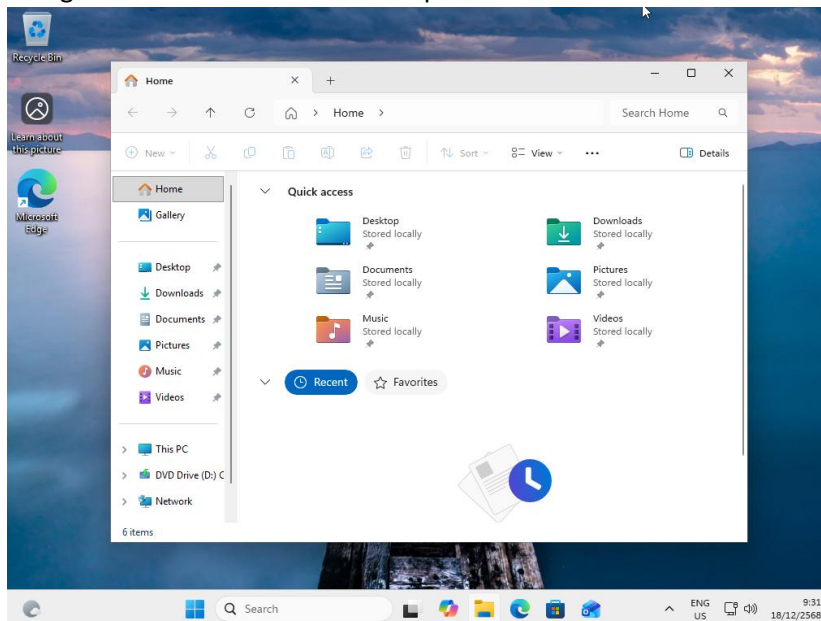 Recycle Bin
Learn about
this picture
Microsoft
Edge
Home
Home
Search Home
New
Sort
View
Details
Home
Gallery
Desktop
Downloads
Documents
Pictures
Music
Videos
This PC
DVD Drive (D:) C
Network
Quick access
Desktop
Stored locally
Downloads
Stored locally
Documents
Stored locally
Pictures
Stored locally
Music
Stored locally
Videos
Stored locally
Recent
Favorites
6 items
Search
ENG
US
9:31
18/12/2568